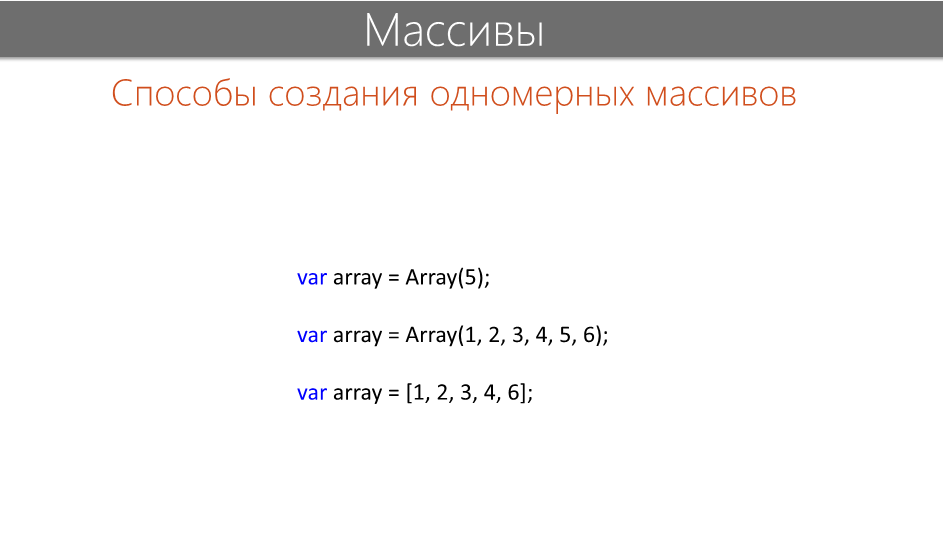 Массивы
Способы создания одномерных массивов
var array = Array(5);
var array = Array(1, 2, 3, 4, 5, 6);
var array = [1, 2, 3, 4, 6];